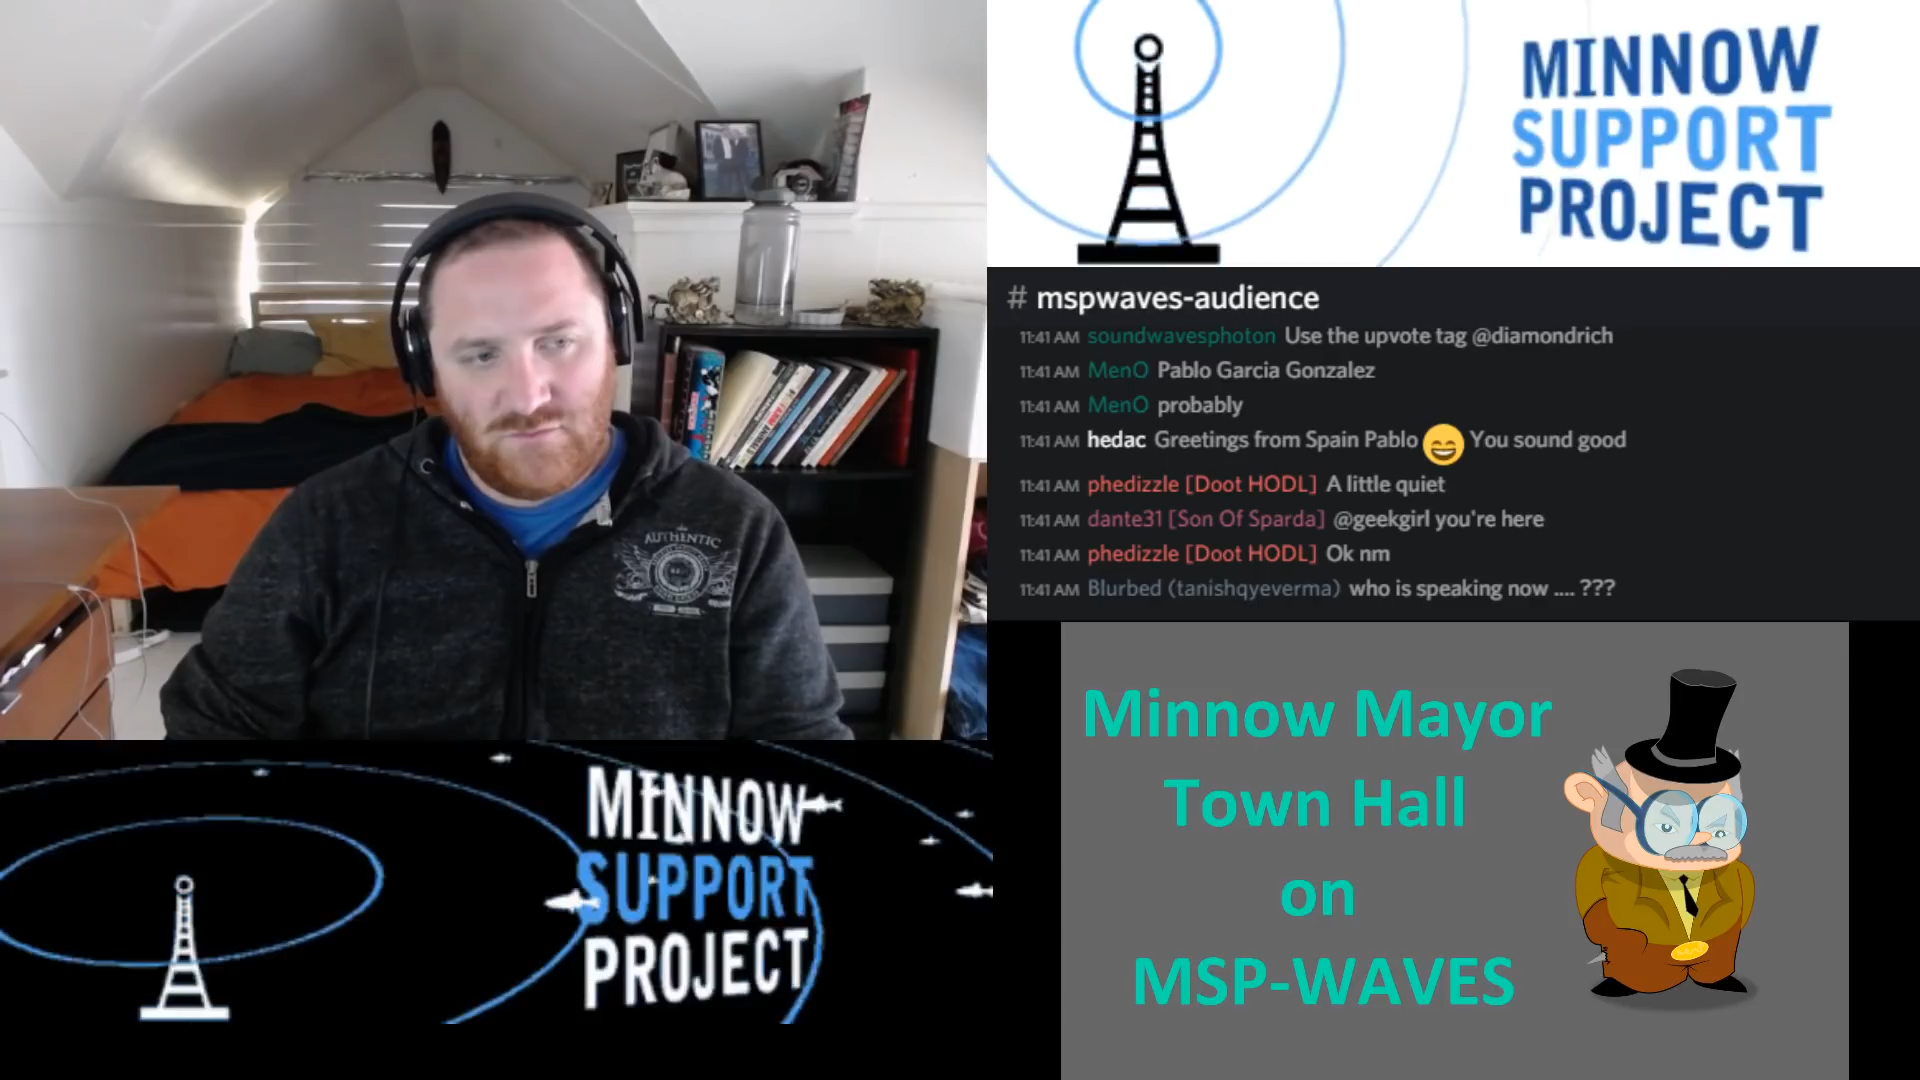 MINNOW
SUPPORT
PROJECT
# mspwaves-audience
11:41 AM soundwavesphoton Use the upvote tag @diamondrich
11:41 AM MenO Pablo Garcia Gonzalez
11:41 AM MenO probably
11:41 AM hedac Greetings from Spain Pablo 😄 You sound good
11:41 AM phedizzle [Doot HODL] A little quiet
11:41 AM dante31 [Son Of Sparda] @geekgirl you're here
11:41 AM phedizzle [Doot HODL] Ok nm
11:41 AM Blurbed (tanishqyeverma) who is speaking now .... ???
AUTHENTIC
MINNOW
SUPPORT
PROJECT
Minnow Mayor
Town Hall
on
MSP-WAVES